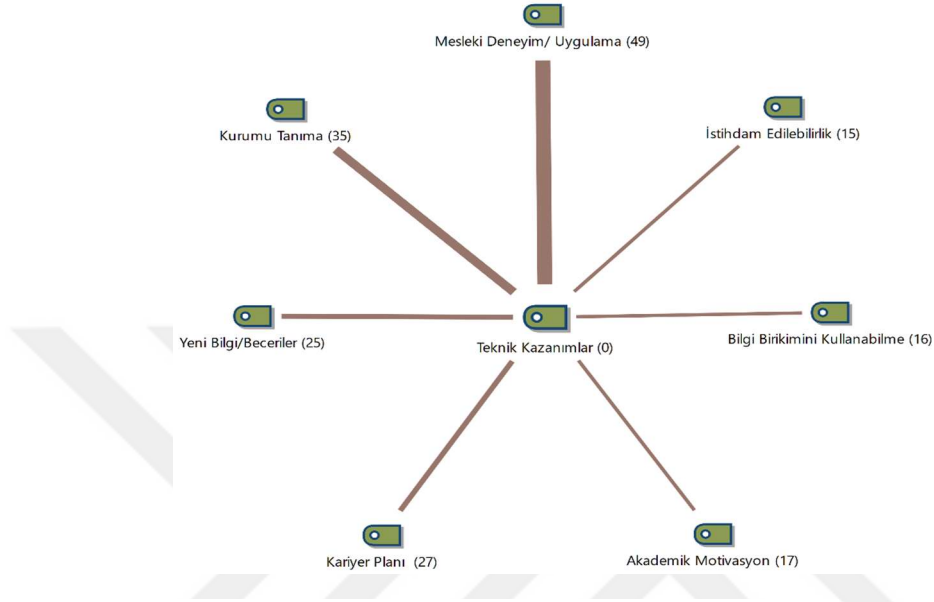 Mesleki Deneyim/ Uygulama (49)
Kurumu Tanıma (35)
İstihdam Edilebilirlik (15)
Yeni Bilgi/Beceriler (25)
Teknik Kazanımlar (0)
Bilgi Birikimini Kullanabilme (16)
Kariyer Planı (27)
Akademik Motivasyon (17)